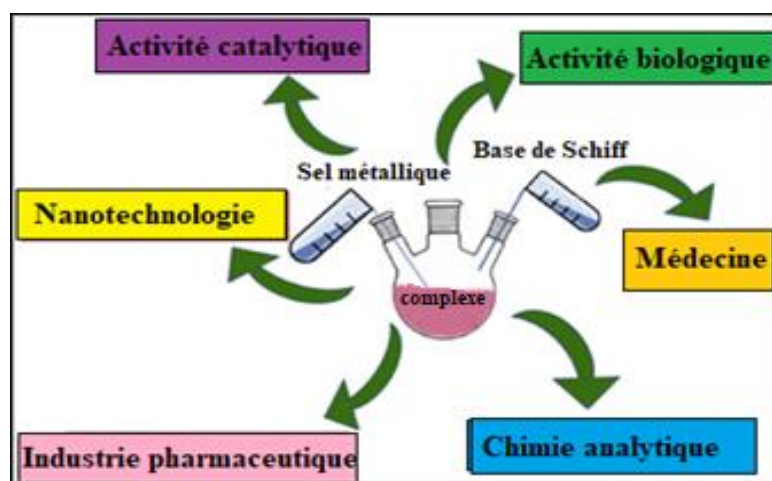 Activité catalytique
Activité biologique
Base de Schiff
Sel métallique
Nanotechnologie
Médecine
complexe
Industrie pharmaceutique
Chimie analytique